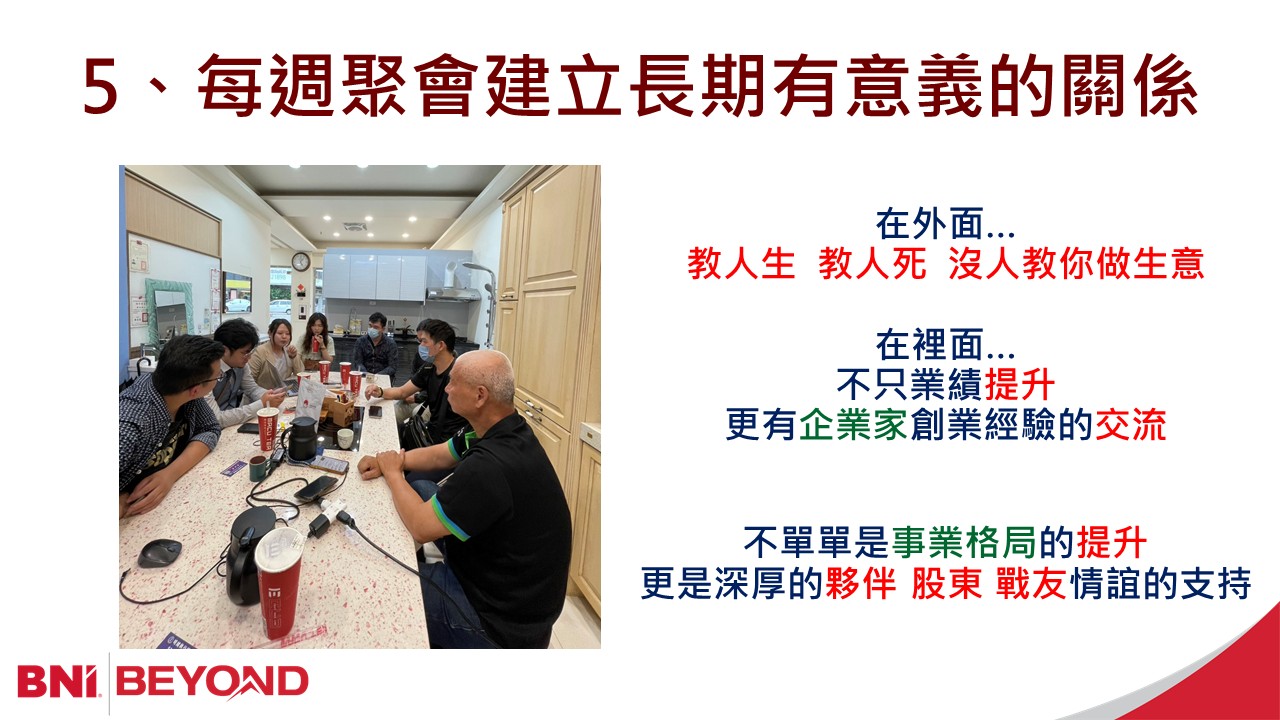 5、每週聚會建立長期有意義的關係
在外面...
教人生 教人死 沒人教你做生意
在裡面...
不只業績提升
更有企業家創業經驗的交流
不單單是事業格局的提升
更是深厚的夥伴 股東 戰友情誼的支持
BNI® BEYOND